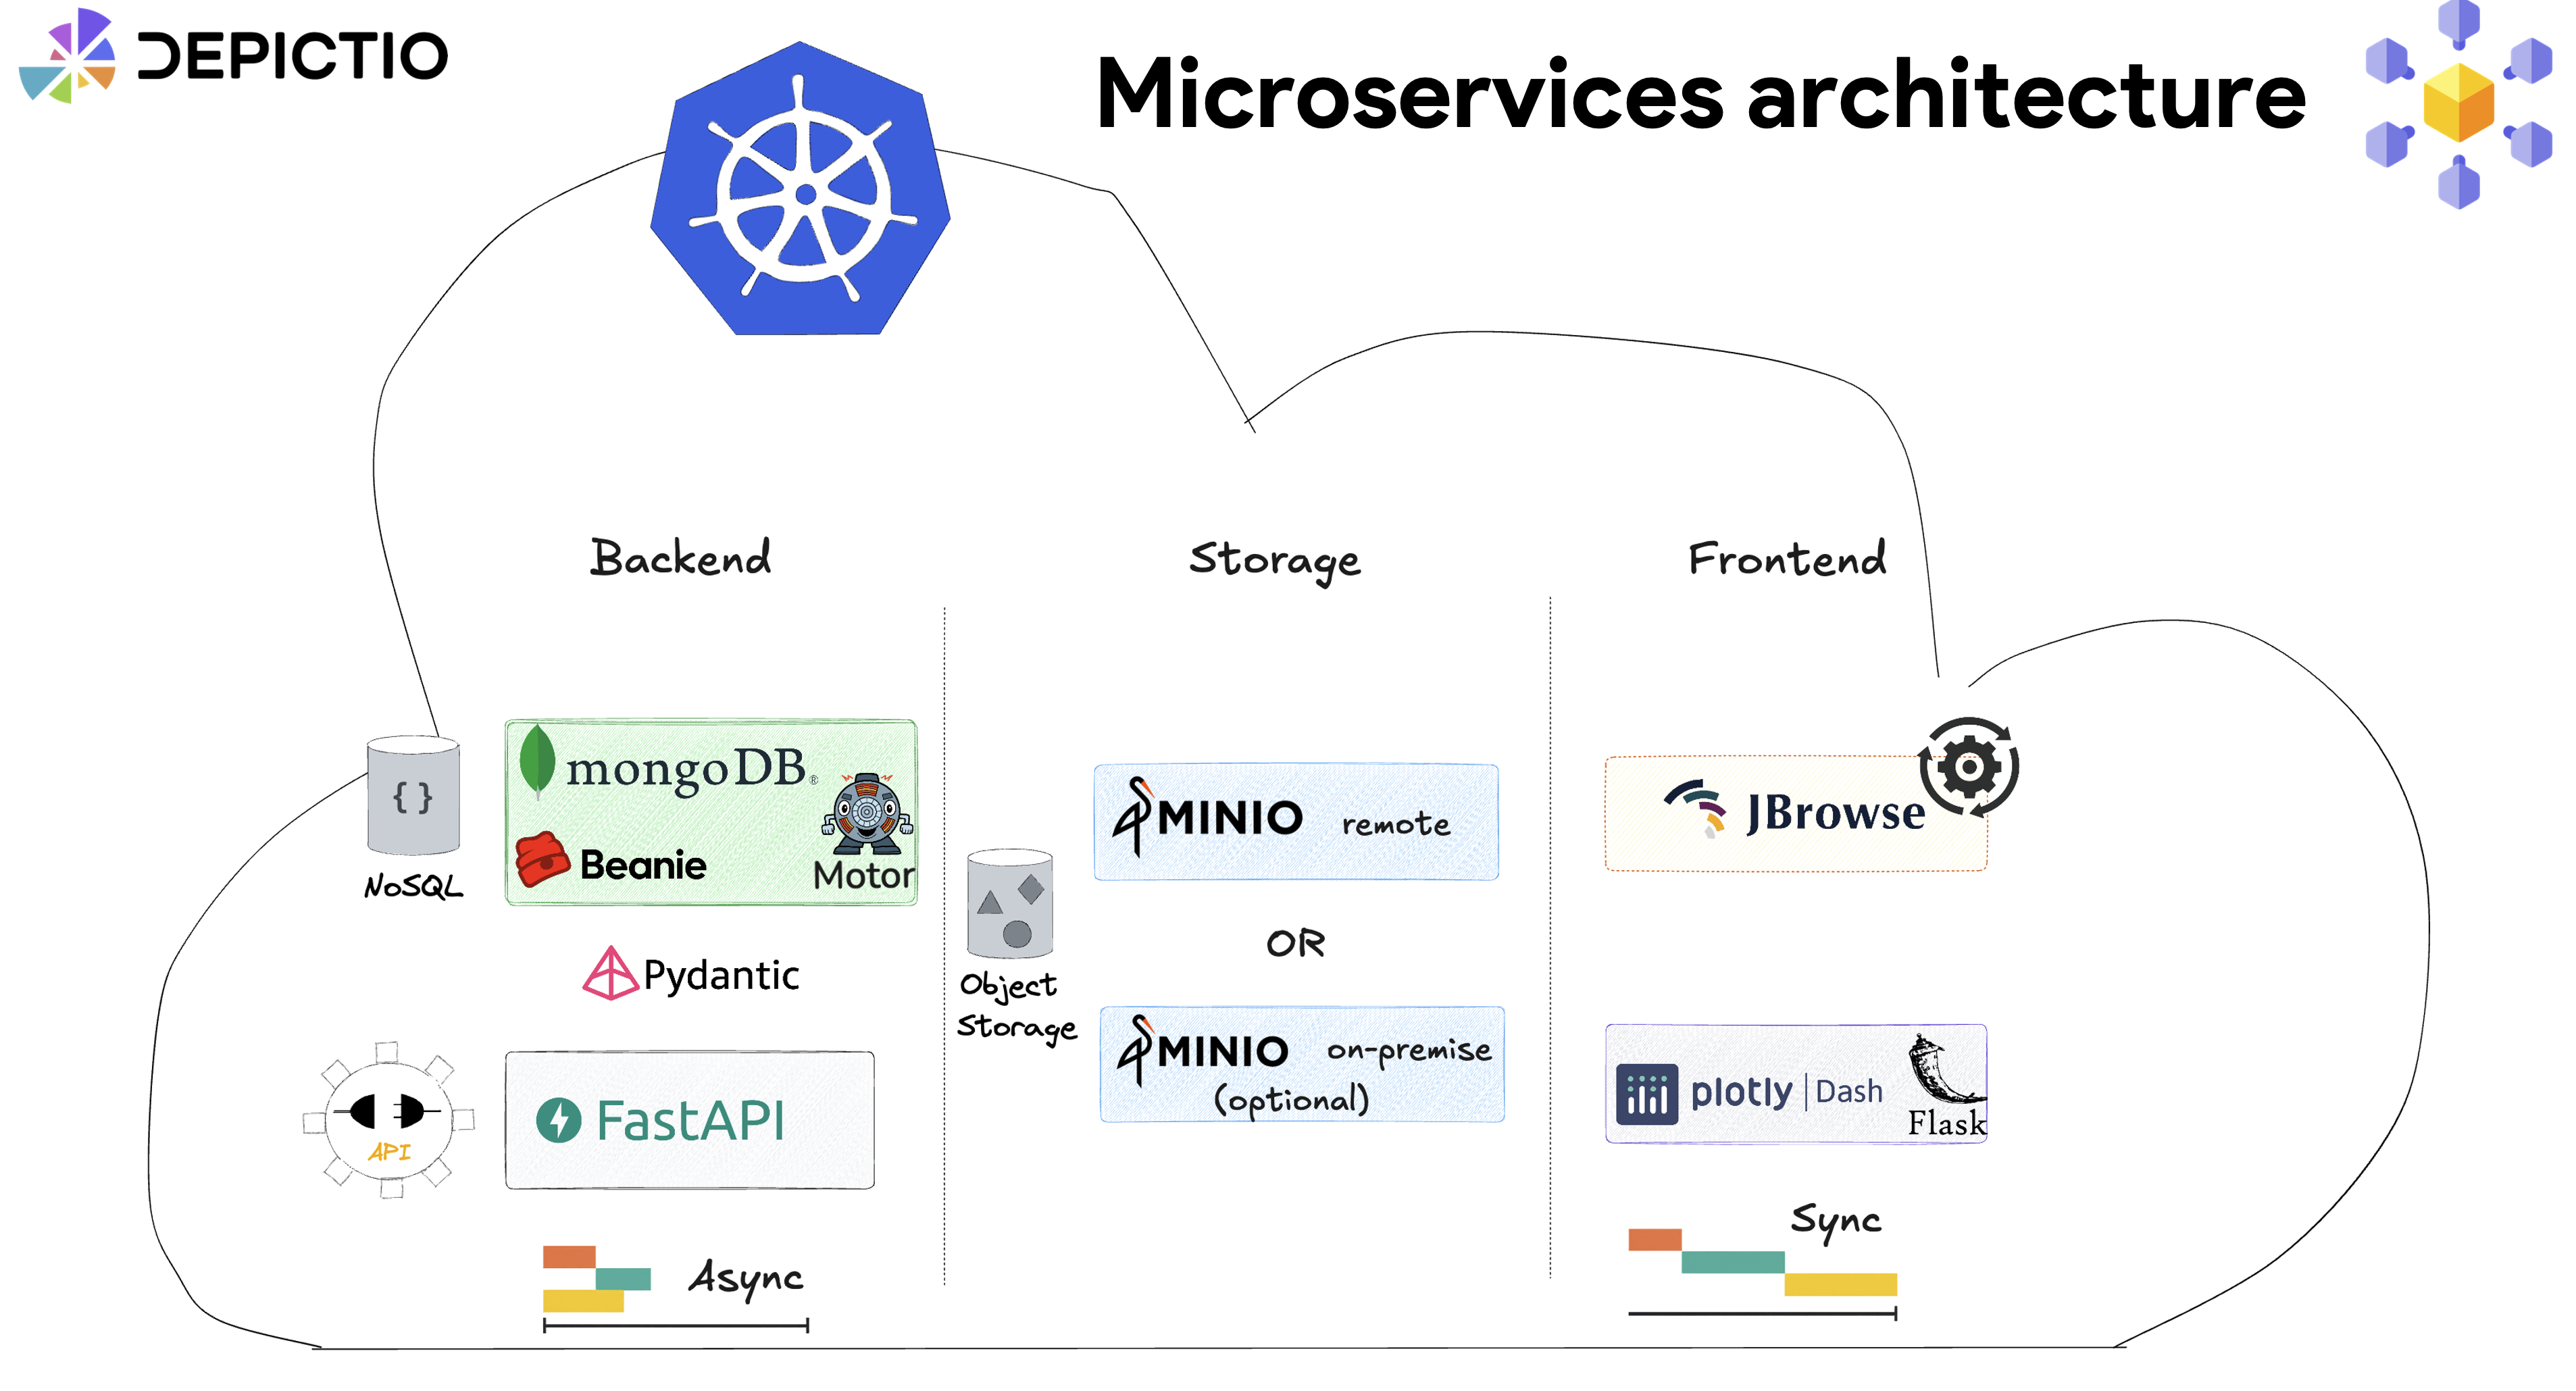 DEPICTIO
Microservices architecture
Backend
Storage
Frontend
{ }
NoSQL
mongoDB®
Beanie
Motor
Pydantic
API
FastAPI
Async
Object
Storage
MINIO remote
OR
MINIO on-premise
(optional)
JBrowse
plotly | Dash
Flask
Sync